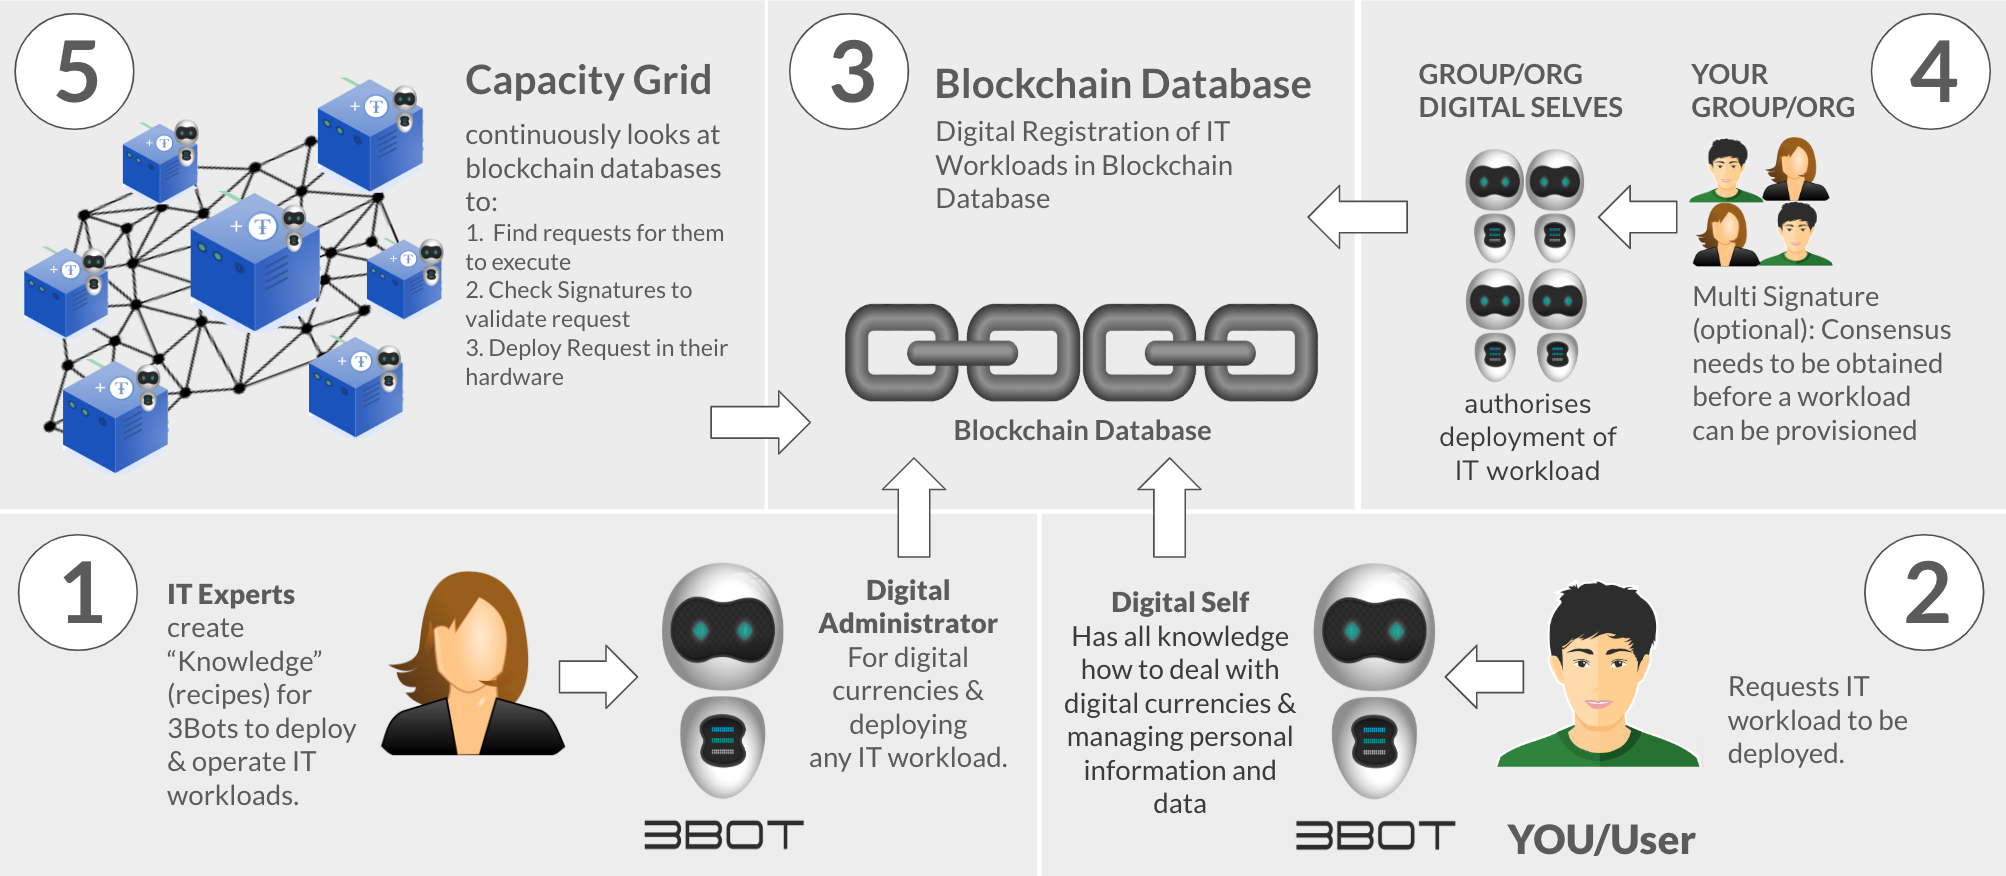 5
Capacity Grid
continuously looks at
blockchain databases
to:
1. Find requests for them
to execute
2. Check Signatures to
validate request
3. Deploy Request in their
hardware
3
Blockchain Database
Digital Registration of IT
Workloads in Blockchain
Database
Blockchain Database
4
GROUP/ORG
DIGITAL SELVES
authorises
deployment of
IT workload
YOUR
GROUP/ORG
Multi Signature
(optional): Consensus
needs to be obtained
before a workload
can be provisioned
1
IT Experts
create
“Knowledge”
(recipes) for
3Bots to deploy
& operate IT
workloads.
3BOT
Digital
Administrator
For digital
currencies &
deploying
any IT workload.
Digital Self
Has all knowledge
how to deal with
digital currencies &
managing personal
information and
data
3BOT
YOU/User
2
Requests IT
workload to be
deployed.